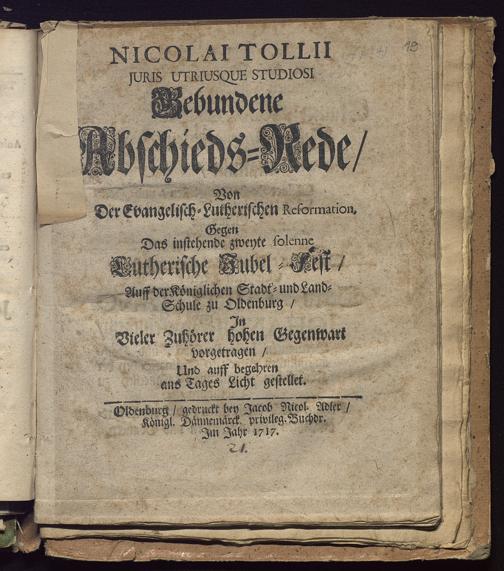 12
NICOLAI TOLLII
JURIS UTRIUSQUE STUDIOSI
Gebundene
Abschieds-Rede/
Von
Der Evangelisch-Lutherischen Reformation,
Gegen
Das instehende zweyte solenne
Lutherische Jubel-Fest/
Auff der Königlichen Stadt- und Land-
Schule zu Oldenburg/
In
Vieler Zuhörer hohen Gegenwart
vorgetragen/
Und auff begehren
ans Tages Licht gestellet.
Oldenburg/ gedruckt bey Jacob Nicol. Adler/
Königl. Dännemärck. privileg. Buchdr.
Im Jahr 1717.
21.